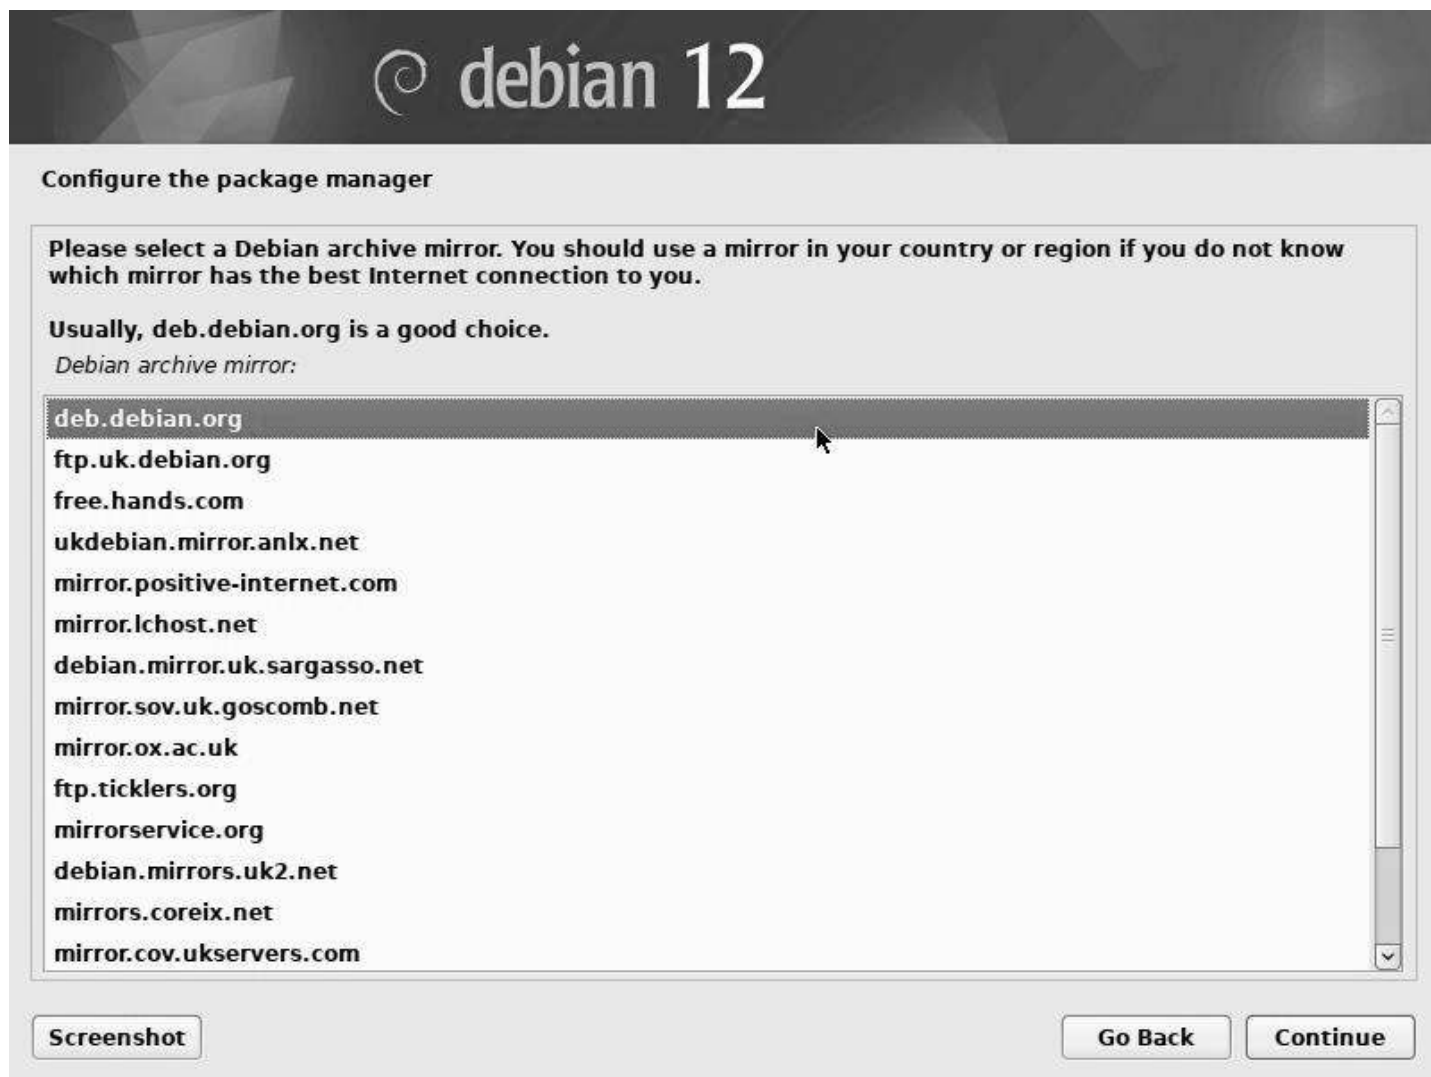 debian 12
Configure the package manager
Please select a Debian archive mirror. You should use a mirror in your country or region if you do not know
which mirror has the best Internet connection to you.
Usually, deb.debian.org is a good choice.
Debian archive mirror:
deb.debian.org
ftp.uk.debian.org
free.hands.com
ukdebian.mirror.anlx.net
mirror.positive-internet.com
mirror.lchost.net
debian.mirror.uk.sargasso.net
mirror.sov.uk.goscomb.net
mirror.ox.ac.uk
ftp.ticklers.org
mirrorservice.org
debian.mirrors.uk2.net
mirrors.coreix.net
mirror.cov.ukservers.com
Screenshot
Go Back
Continue